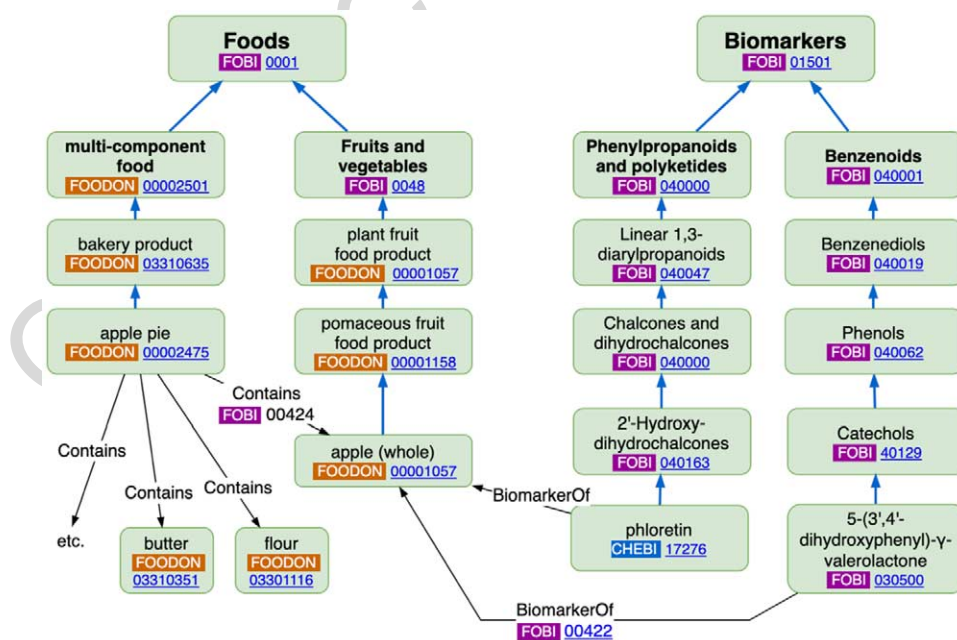 Foods
FOBI 0001
Biomarkers
FOBI 01501
multi-component
food
FOODON 00002501
Fruits and
vegetables
FOBI 0048
Phenylpropanoids
and polyketides
FOBI 040000
Benzenoids
FOBI 040001
bakery product
FOODON 03310635
plant fruit
food product
FOODON 00001057
Linear 1,3-
diarylpropanoids
FOBI 040047
Benzenediols
FOBI 040019
apple pie
FOODON 00002475
pomaceous fruit
food product
FOODON 00001158
Chalcones and
dihydrochalcones
FOBI 040000
Phenols
FOBI 040062
Contains
FOBI 00424
Contains
Contains
Contains
apple (whole)
FOODON 00001057
2'-Hydroxy-
dihydrochalcones
FOBI 040163
Catechols
FOBI 40129
BiomarkerOf
etc.
butter
FOODON
03310351
flour
FOODON
03301116
phloretin
CHEBI 17276
5-(3',4'-
dihydroxyphenyl)-γ-
valerolactone
FOBI 030500
BiomarkerOf
FOBI 00422